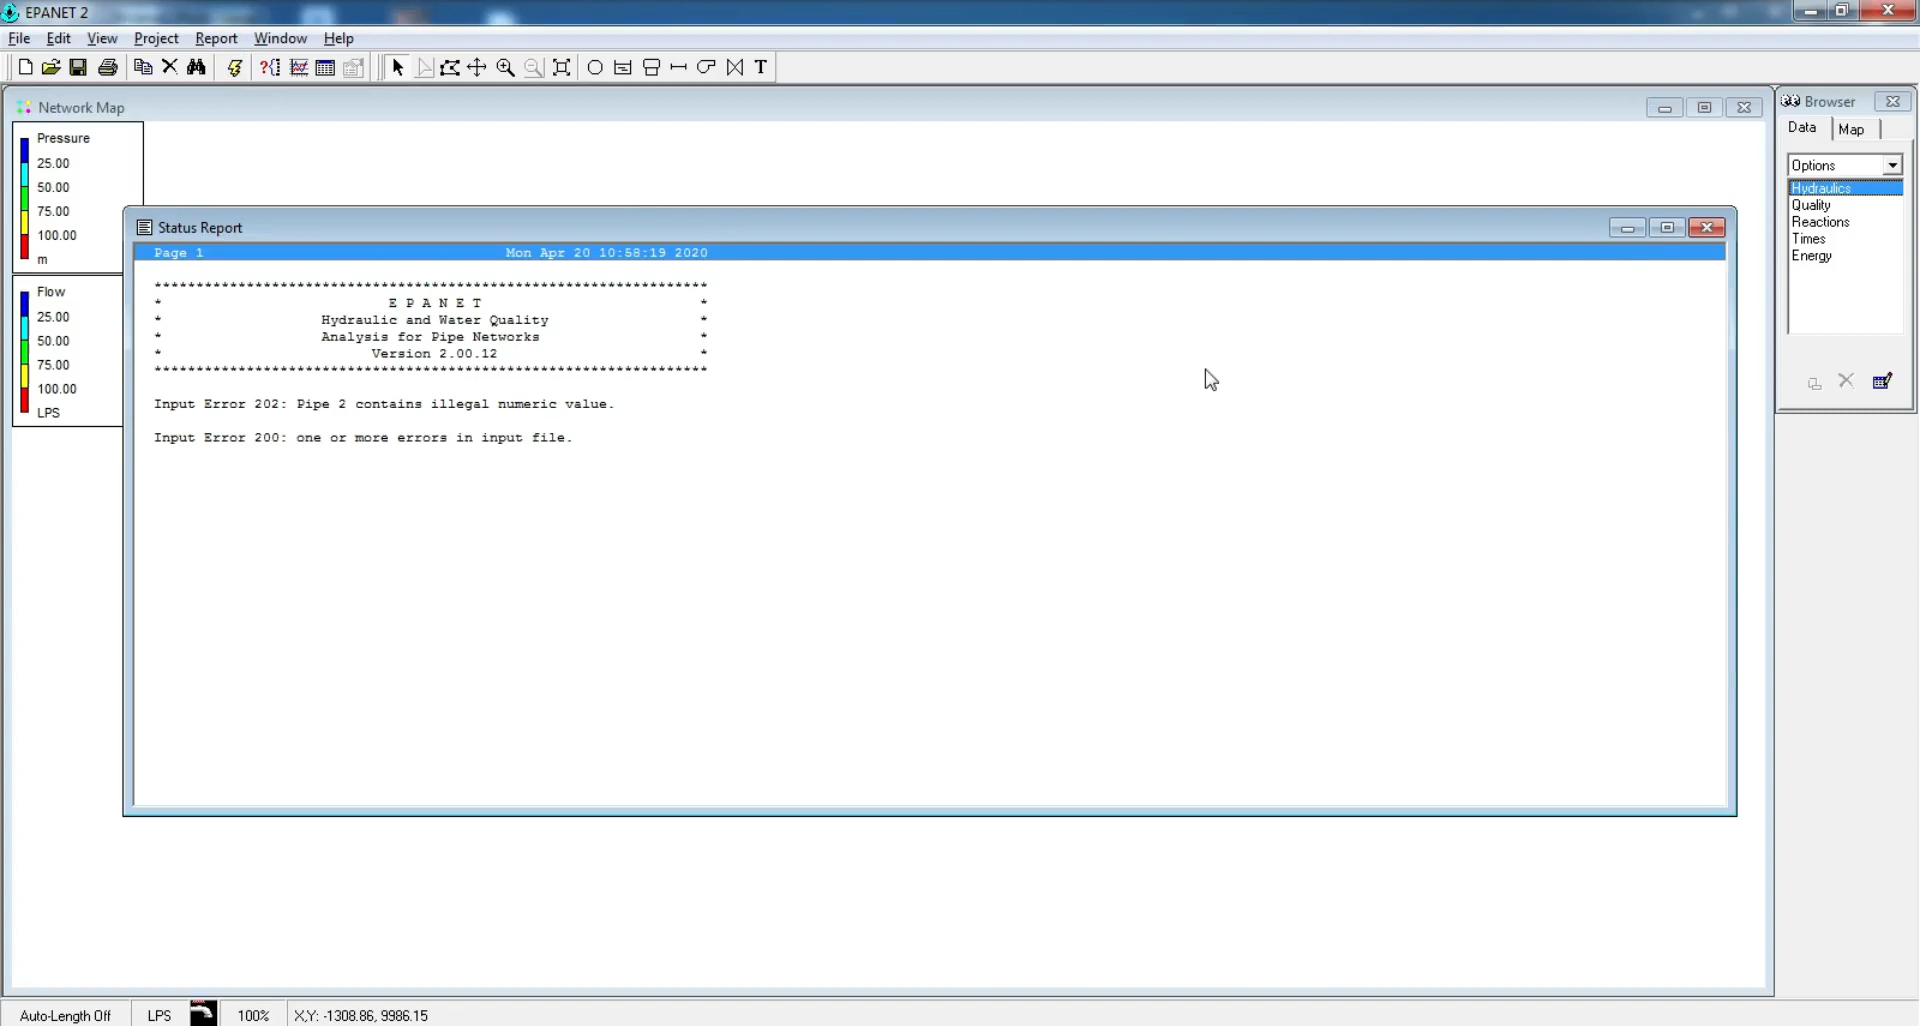 EPANET 2
File Edit View Project Report Window Help
T
Network Map
Browser
Data Map
Options
Hydraulics
Quality
Reactions
Times
Energy
Pressure
25.00
50.00
75.00
100.00
m
Flow
25.00
50.00
75.00
100.00
LPS
Status Report
Page 1 Mon Apr 20 10:58:19 2020
******************************************************************
* E P A N E T *
* Hydraulic and Water Quality *
* Analysis for Pipe Networks *
* Version 2.00.12 *
******************************************************************
Input Error 202: Pipe 2 contains illegal numeric value.
Input Error 200: one or more errors in input file.
Auto-Length Off LPS 100% X,Y: -1308.86, 9986.15